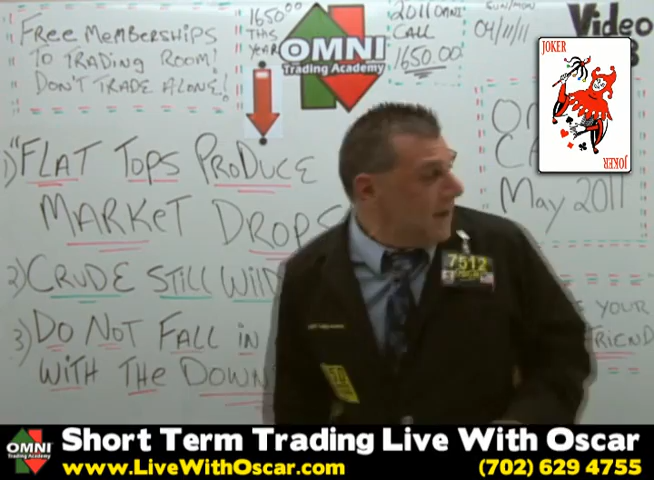 Free Memberships
To Trading Room!
Don't Trade Alone!
1650.00
This
Year
OMNI
Trading Academy
2011 OMNI
Call
1650.00
Sun/Mon
04/11/11
Video
JOKER
JOKER
1) "Flat Tops Produce
Market Drops
2) Crude Still Wild
3) Do Not Fall in
With The Down
May 2011
Your
Friend
7512
50
OMNI
Trading Academy
Short Term Trading Live With Oscar
www.LiveWithOscar.com
(702) 629 4755